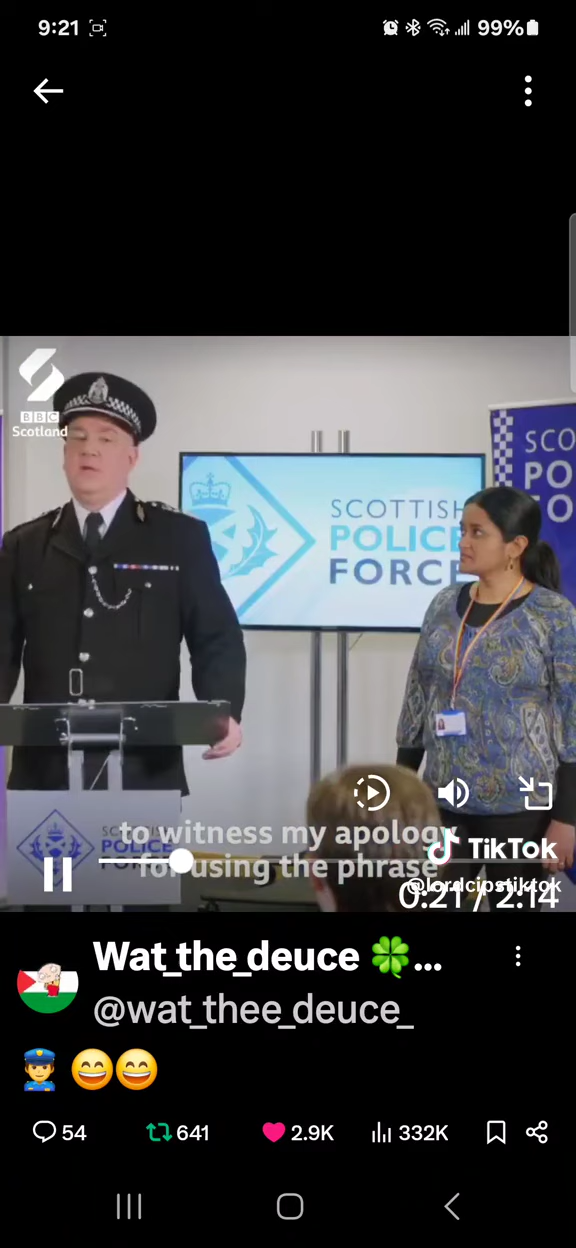 9:21
99%
BBC
Scotland
SCOTTISH
POLICE
FORCE
SCO
PO
FO
to witness my apology
for using the phrase
TikTok
@lordcipstiktok
0:21 / 2:14
Wat_the_deuce 🍀...
@wat_thee_deuce_
👮 😄😄
54
641
2.9K
332K